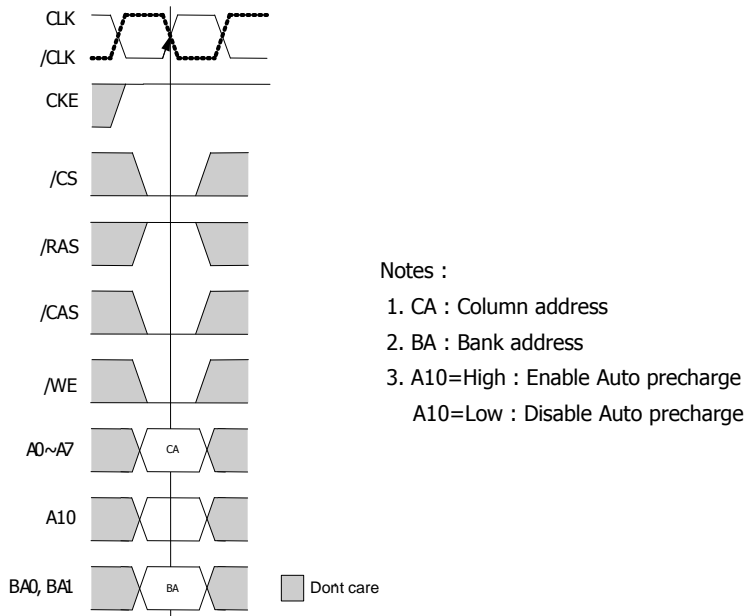 CLK
/CLK
CKE
/CS
/RAS
/CAS
/WE
A0~A7
CA
A10
BA0, BA1
BA
Dont care
Notes :
1. CA : Column address
2. BA : Bank address
3. A10=High : Enable Auto precharge
A10=Low : Disable Auto precharge